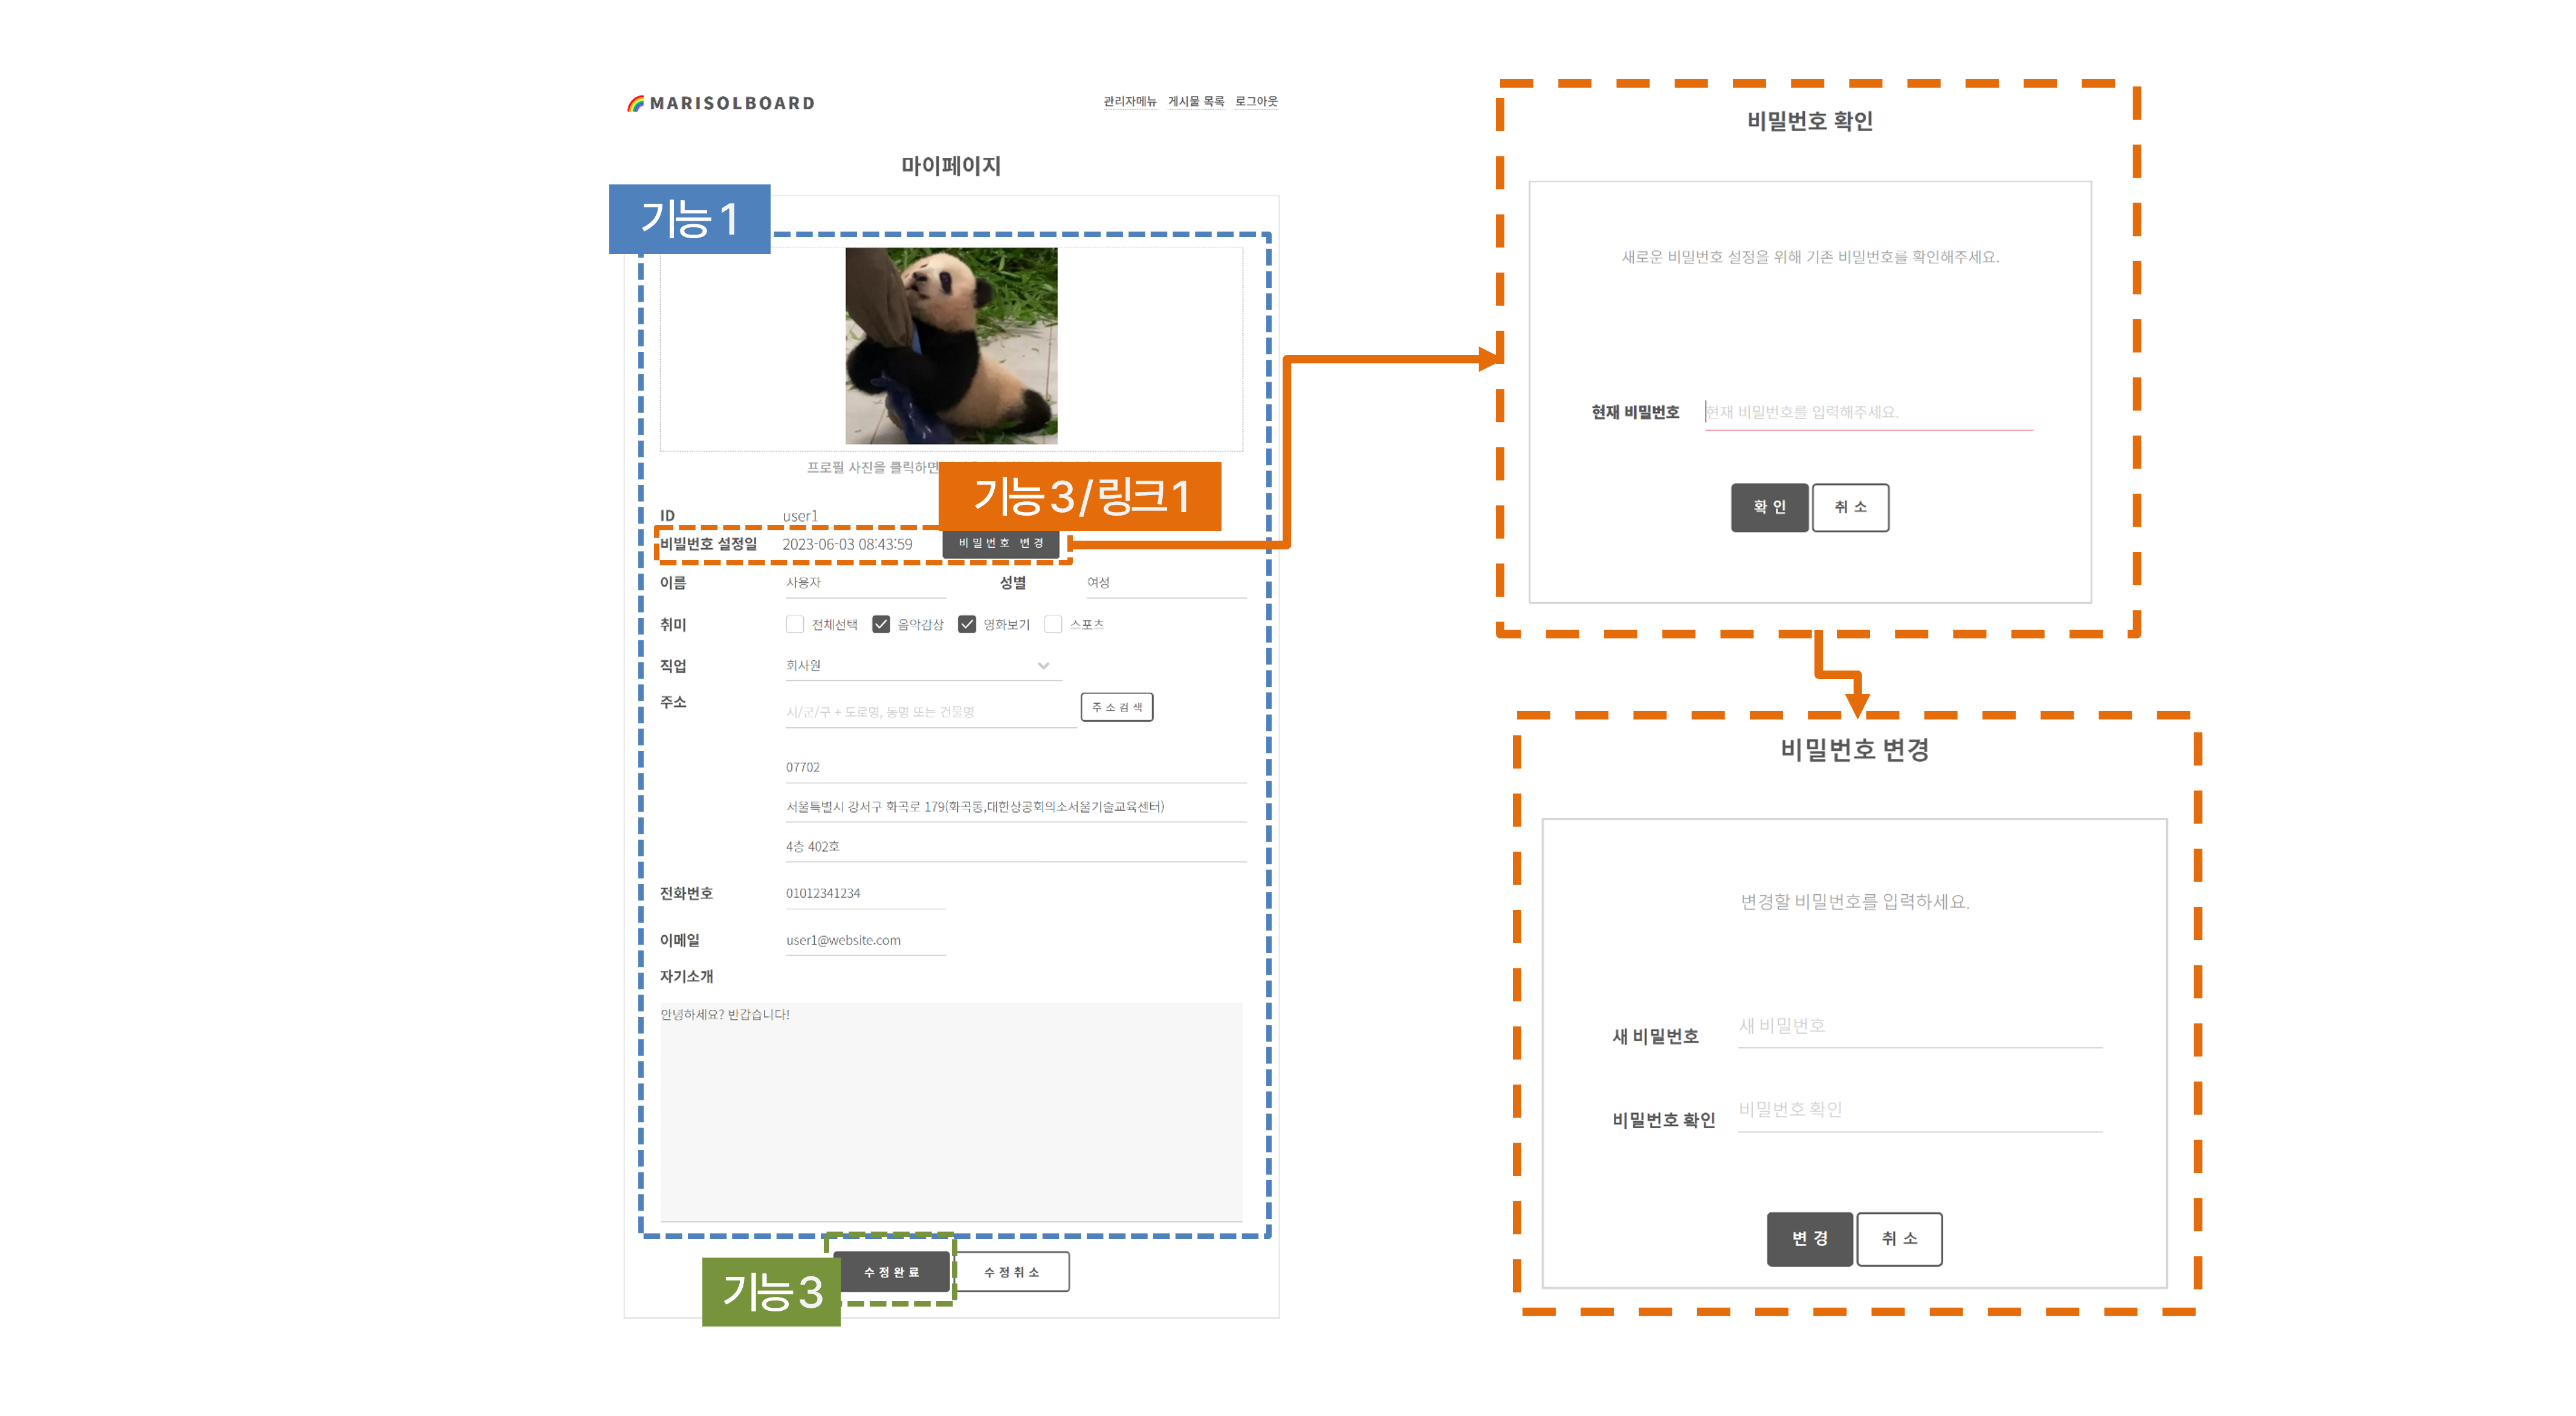 MARISOLBOARD
관리자메뉴 게시물 목록 로그아웃
마이페이지
기능 1
프로필 사진을 클릭하면
기능 3 / 링크 1
ID user1
비빌번호 설정일 2023-06-03 08:43:59 비밀번호 변경
이름 사용자 성별 여성
취미 전체선택 음악감상 영화보기 스포츠
직업 회사원
주소 시/군/구 + 도로명, 동명 또는 건물명 주소검색
07702
서울특별시 강서구 화곡로 179(화곡동,대한상공회의소서울기술교육센터)
4층 402호
전화번호 01012341234
이메일 user1@website.com
자기소개
안녕하세요? 반갑습니다!
기능 3
수정완료 수정취소
비밀번호 확인
새로운 비밀번호 설정을 위해 기존 비밀번호를 확인해주세요.
현재 비밀번호 현재 비밀번호를 입력해주세요.
확인 취소
비밀번호 변경
변경할 비밀번호를 입력하세요.
새 비밀번호 새 비밀번호
비밀번호 확인 비밀번호 확인
변경 취소